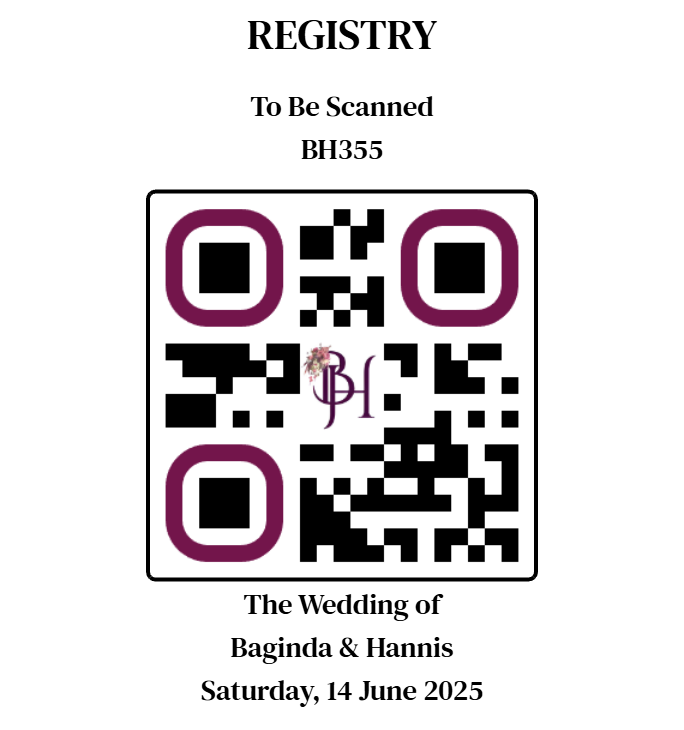 REGISTRY
To Be Scanned
BH355
BH
The Wedding of
Baginda & Hannis
Saturday, 14 June 2025